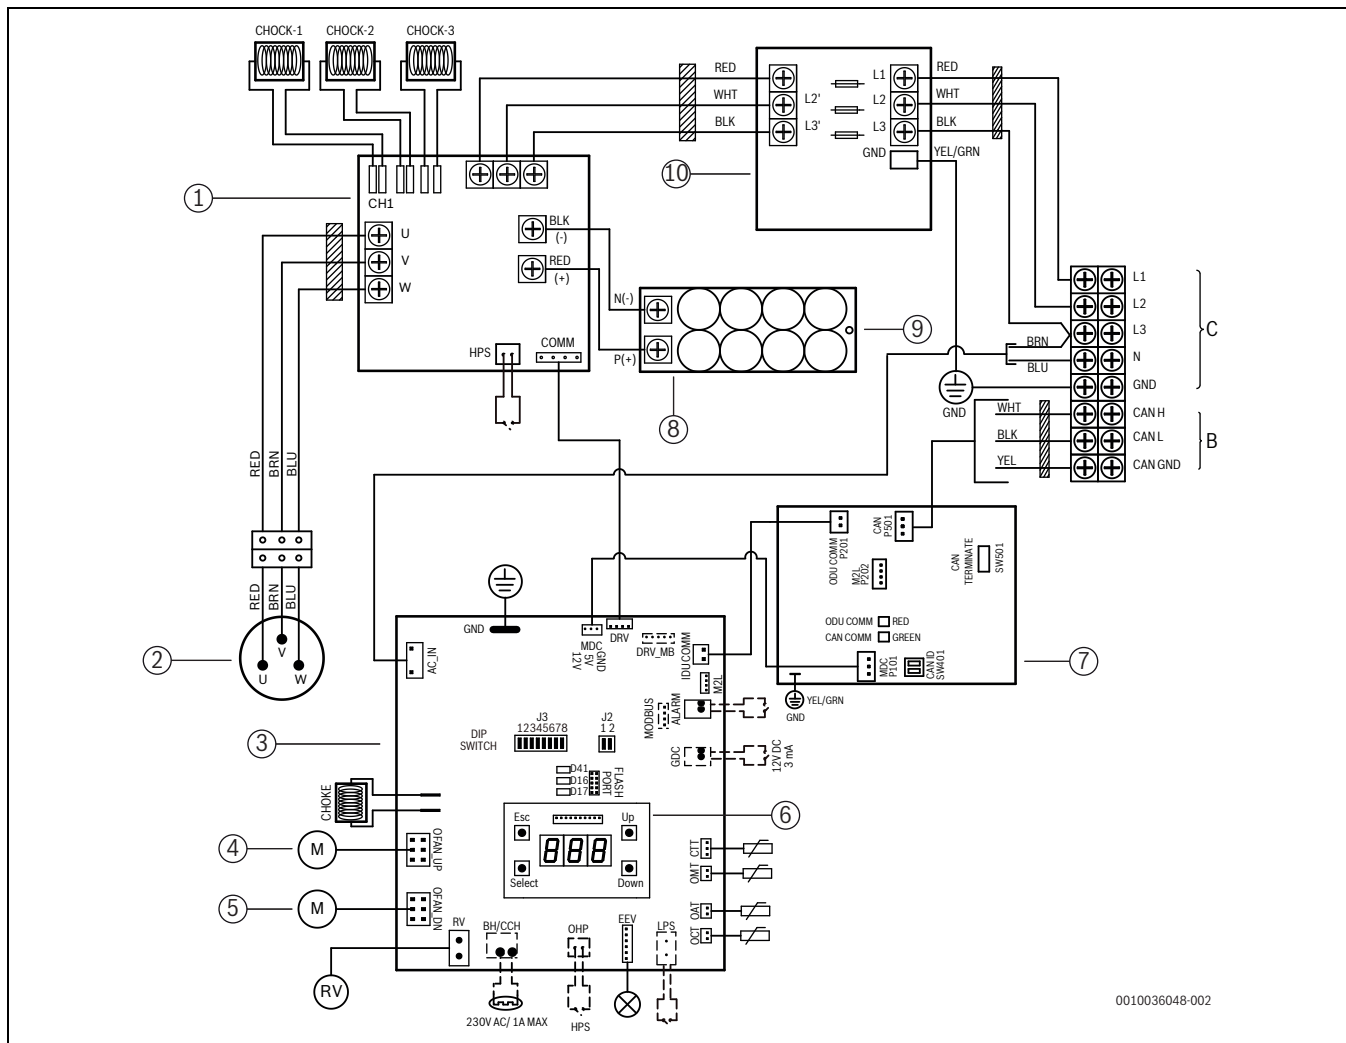 CHOCK-1 CHOCK-2 CHOCK-3
RED
WHT
BLK
L2'
L3'
L1
L2
L3
GND
RED
WHT
BLK
YEL/GRN
10
1
CH1
U
V
W
BLK
(-)
RED
(+)
HPS
COMM
N(-)
P(+)
9
8
L1
L2
L3
N
GND
C
BRN
BLU
GND
WHT
BLK
YEL
CAN H
CAN L
CAN GND
B
RED
BRN
BLU
RED
BRN
BLU
2
V
U
W
GND
AC_IN
MDC
GND
5V
12V
DRV
DRV_MB
IDU COMM
M2L
MODBUS
ALARM
GDC
12V DC
3 mA
ODU COMM
P201
CAN
P501
M2L
P202
CAN
TERMINATE
SW501
ODU COMM RED
CAN COMM GREEN
MDC
P101
CAN ID
SW401
YEL/GRN
GND
7
3
DIP
SWITCH
J3
12345678
J2
1 2
D41
D16
D17
FLASH
PORT
Esc
Up
888
Select
Down
6
CHOKE
4
M
OFAN_UP
5
M
OFAN_DN
CTT
OMT
OAT
OCT
RV
RV
BH/CCH
230V AC/ 1A MAX
OHP
HPS
EEV
LPS
0010036048-002